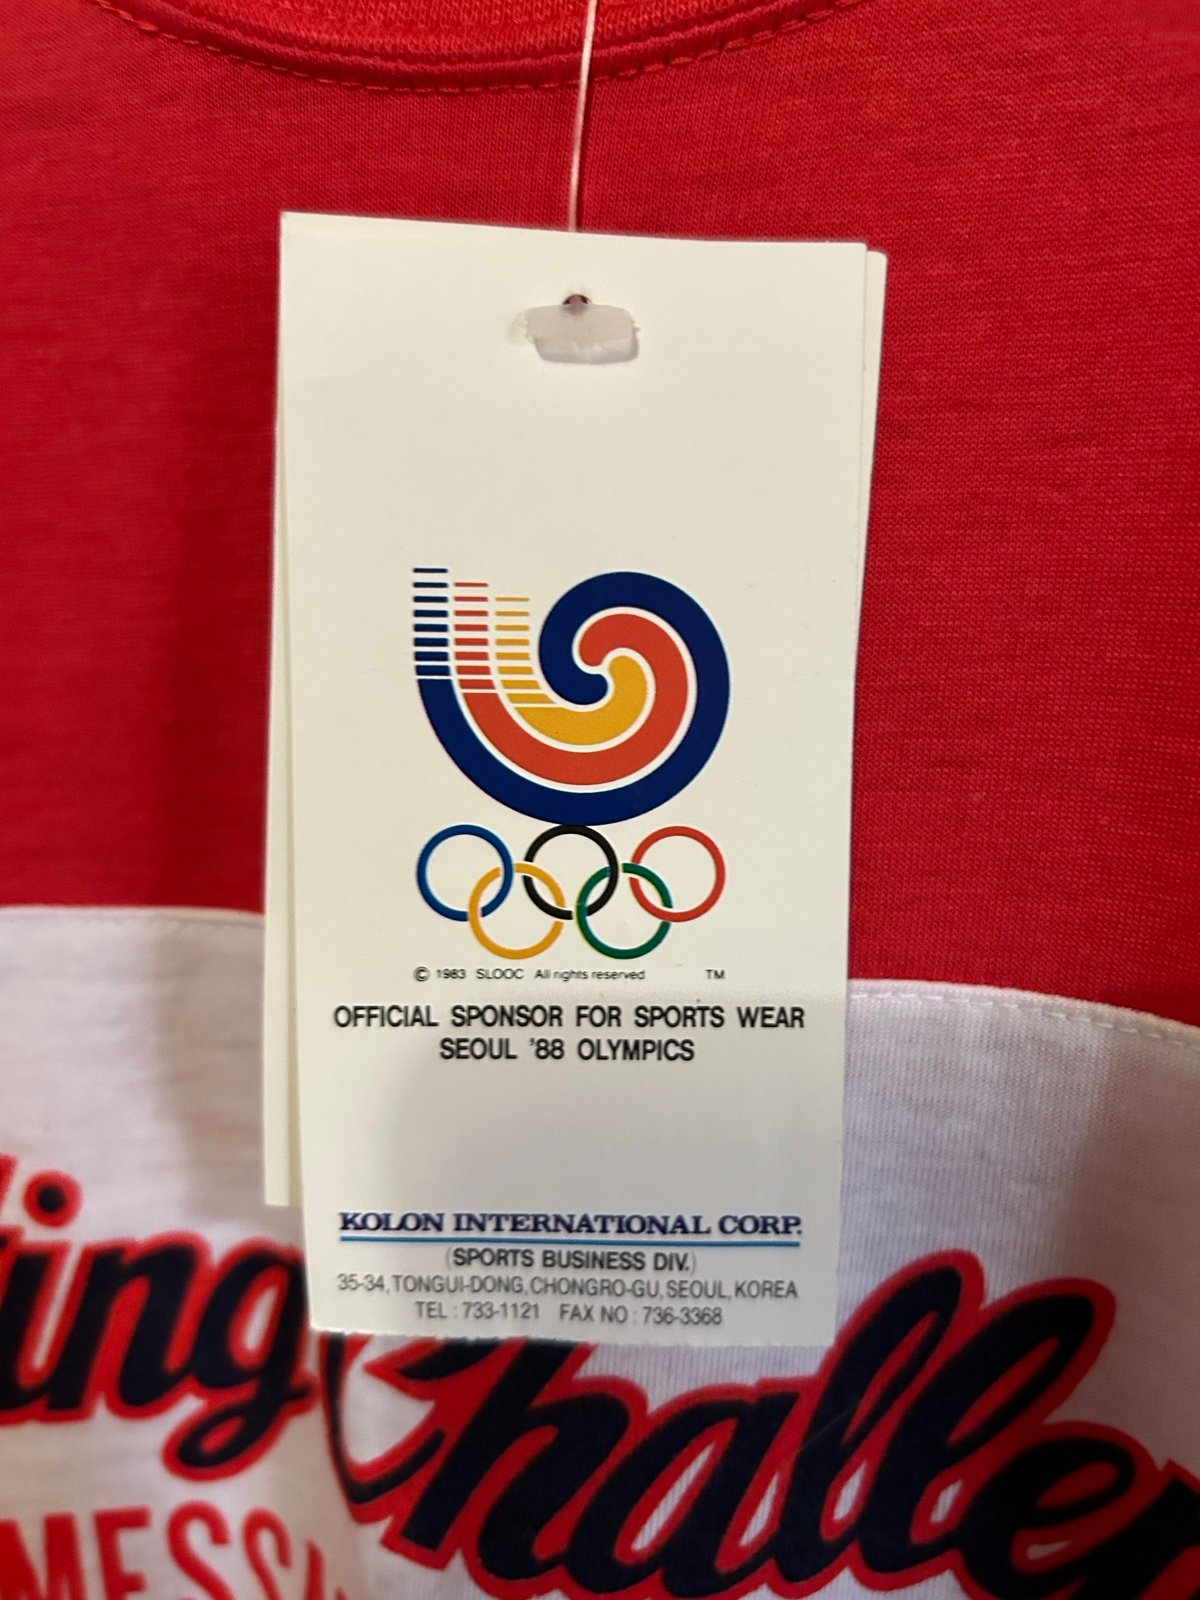 © 1983 SLOOC All rights reserved TM
OFFICIAL SPONSOR FOR SPORTS WEAR
SEOUL '88 OLYMPICS
KOLON INTERNATIONAL CORP.
(SPORTS BUSINESS DIV.)
35-34, TONGUI-DONG, CHONGRO-GU, SEOUL, KOREA
TEL : 733-1121 FAX NO : 736-3368